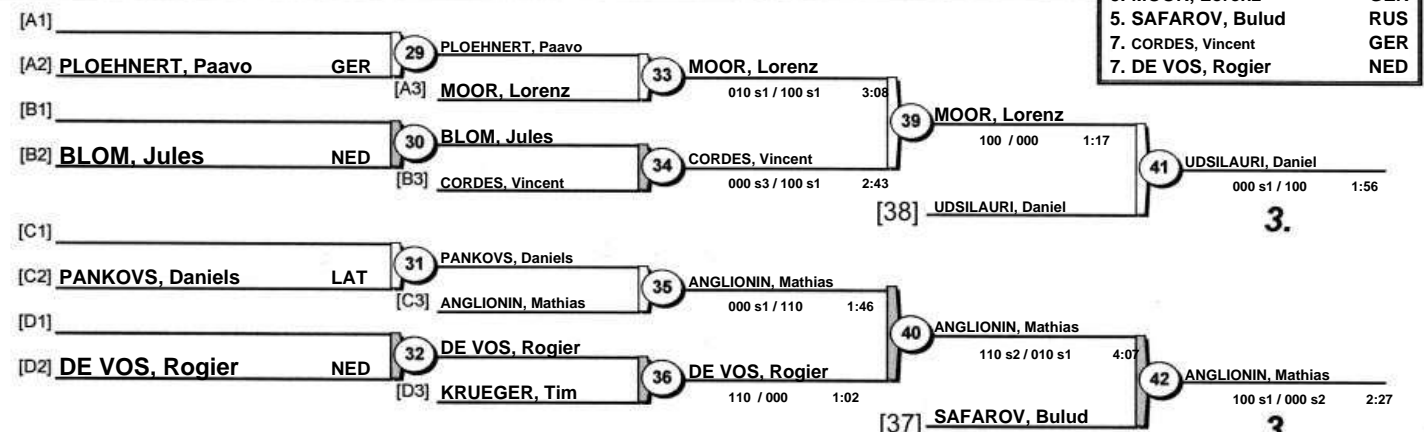 5. SAFAROV, Bulud RUS
7. CORDES, Vincent GER
7. DE VOS, Rogier NED
[A1]
29 PLOEHNERT, Paavo
[A2] PLOEHNERT, Paavo GER
33 MOOR, Lorenz
[A3] MOOR, Lorenz
010 s1 / 100 s1 3:08
[B1]
39 MOOR, Lorenz
30 BLOM, Jules
100 / 000 1:17
[B2] BLOM, Jules NED
34 CORDES, Vincent
41 UDSILAURI, Daniel
[B3] CORDES, Vincent
000 s3 / 100 s1 2:43
000 s1 / 100 1:56
[38] UDSILAURI, Daniel
3.
[C1]
31 PANKOVS, Daniels
[C2] PANKOVS, Daniels LAT
35 ANGLIONIN, Mathias
[C3] ANGLIONIN, Mathias
000 s1 / 110 1:46
[D1]
40 ANGLIONIN, Mathias
32 DE VOS, Rogier
110 s2 / 010 s1 4:07
[D2] DE VOS, Rogier NED
36 DE VOS, Rogier
42 ANGLIONIN, Mathias
[D3] KRUEGER, Tim
110 / 000 1:02
100 s1 / 000 s2 2:27
[37] SAFAROV, Bulud
3